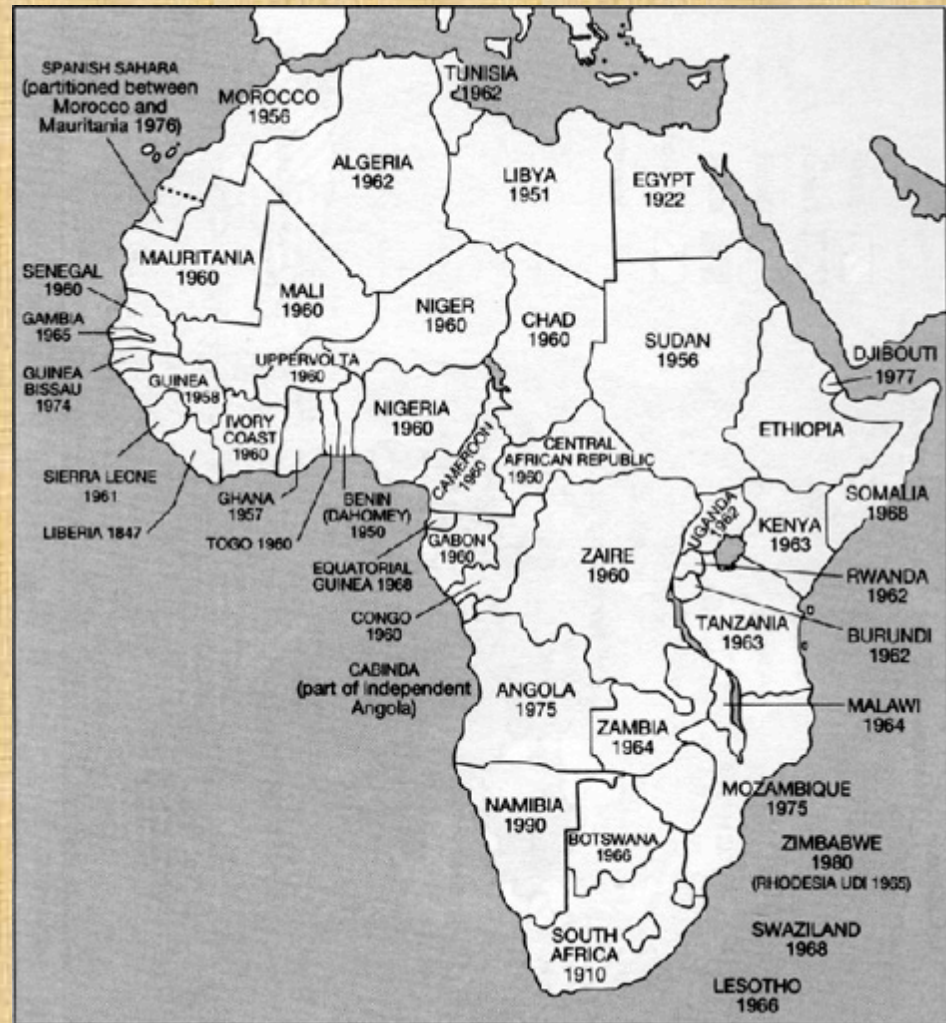 SPANISH SAHARA
(partitioned between
Morocco and
Mauritania 1976)
MOROCCO
1956
TUNISIA
1962
ALGERIA
1962
LIBYA
1951
EGYPT
1922
MAURITANIA
1960
SENEGAL
1960
MALI
1960
NIGER
1960
CHAD
1960
SUDAN
1956
GAMBIA
1965
DJIBOUTI
1977
GUINEA
BISSAU
1974
GUINEA
1958
UPPERVOLTA
1960
IVORY
COAST
1960
NIGERIA
1960
CAMEROON
1960
CENTRAL
AFRICAN REPUBLIC
1960
ETHIOPIA
SIERRA LEONE
1961
LIBERIA 1847
GHANA
1957
TOGO 1960
BENIN
(DAHOMEY)
1950
SOMALIA
1968
UGANDA
1962
KENYA
1963
GABON
1960
ZAIRE
1960
EQUATORIAL
GUINEA 1968
CONGO
1960
RWANDA
1962
TANZANIA
1963
BURUNDI
1962
CABINDA
(part of independent
Angola)
ANGOLA
1975
ZAMBIA
1964
MALAWI
1964
NAMIBIA
1990
BOTSWANA
1966
MOZAMBIQUE
1975
ZIMBABWE
1980
(RHODESIA UDI 1965)
SOUTH
AFRICA
1910
SWAZILAND
1968
LESOTHO
1966